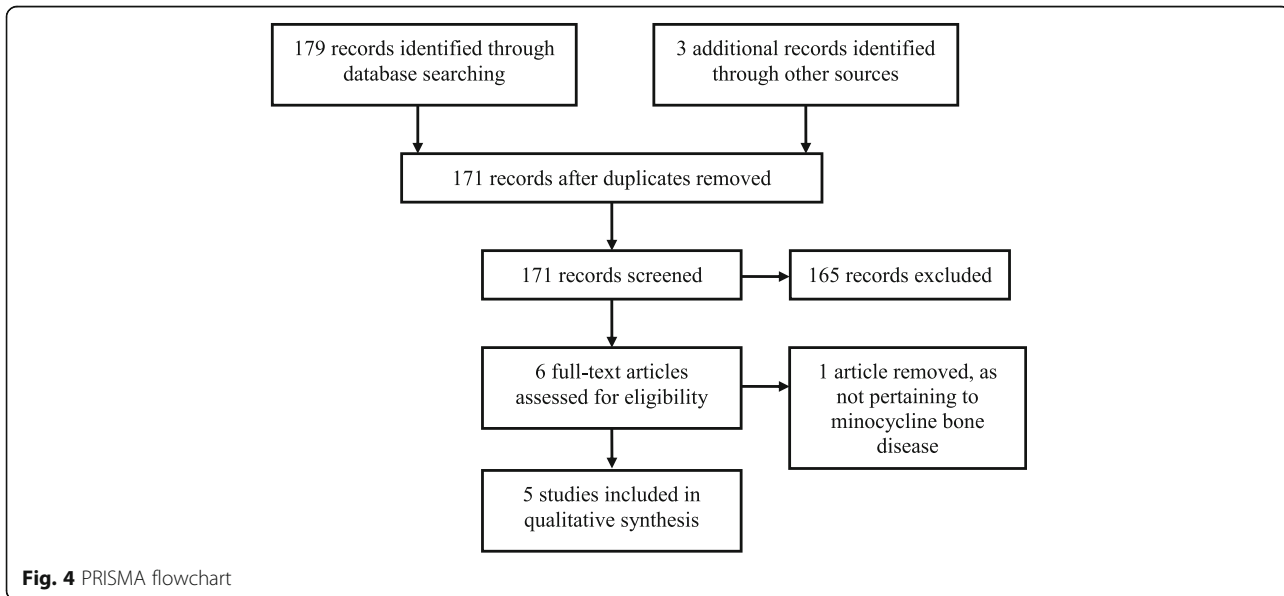 179 records identified through
database searching
3 additional records identified
through other sources
171 records after duplicates removed
171 records screened
165 records excluded
6 full-text articles
assessed for eligibility
1 article removed, as
not pertaining to
minocycline bone
disease
5 studies included in
qualitative synthesis
Fig. 4 PRISMA flowchart